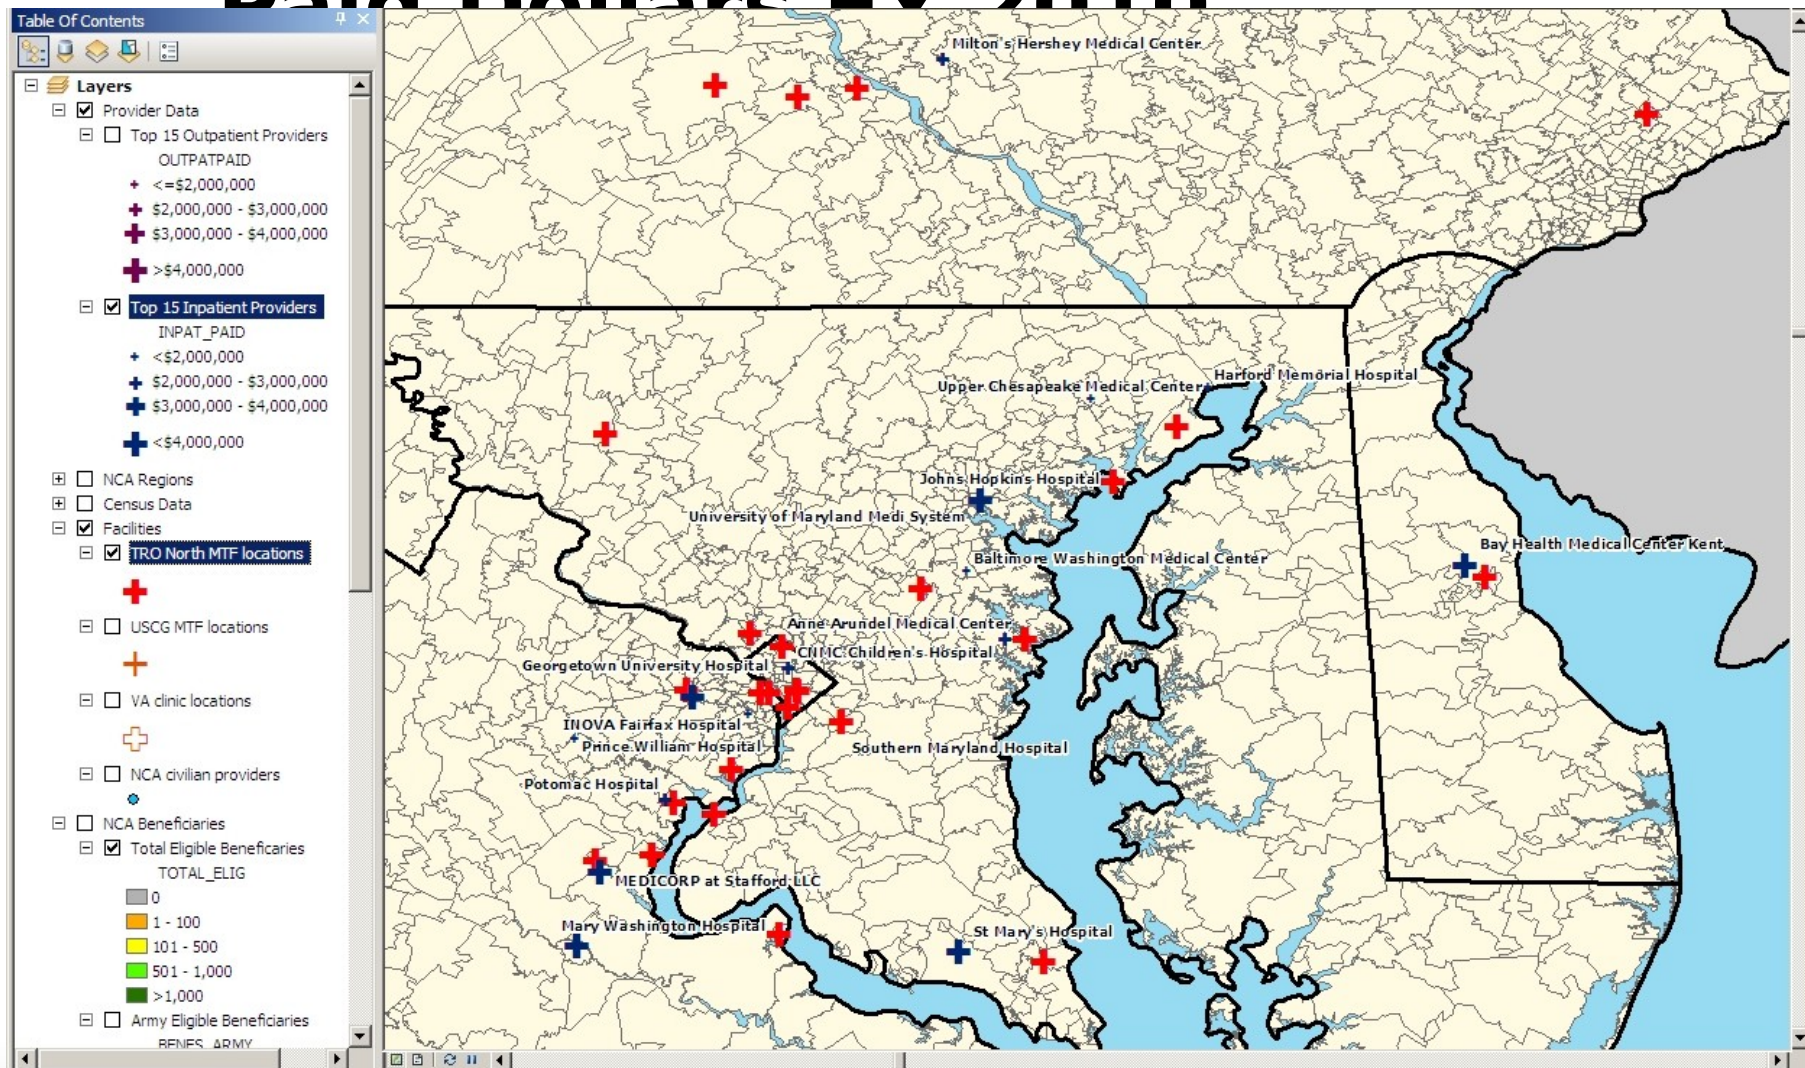 Paid Dollars FY 2010
Table Of Contents
Layers
Provider Data
Top 15 Outpatient Providers
OUTPATPAID
<=$2,000,000
$2,000,000 - $3,000,000
$3,000,000 - $4,000,000
>$4,000,000
Top 15 Inpatient Providers
INPAT_PAID
<$2,000,000
$2,000,000 - $3,000,000
$3,000,000 - $4,000,000
<$4,000,000
NCA Regions
Census Data
Facilities
TRO North MTF locations
USCG MTF locations
VA clinic locations
NCA civilian providers
NCA Beneficiaries
Total Eligible Beneficaries
TOTAL_ELIG
0
1 - 100
101 - 500
501 - 1,000
>1,000
Army Eligible Beneficiaries
BENES_ARMY
Milton's Hershey Medical Center
Harford Memorial Hospital
Upper Chesapeake Medical Center
Johns Hopkins Hospital
University of Maryland Medi System
Baltimore Washington Medical Center
Bay Health Medical Center Kent
Anne Arundel Medical Center
CNMC Children's Hospital
Georgetown University Hospital
INOVA Fairfax Hospital
Prince William Hospital
Southern Maryland Hospital
Potomac Hospital
MEDICORP at Stafford LLC
Mary Washington Hospital
St Mary's Hospital